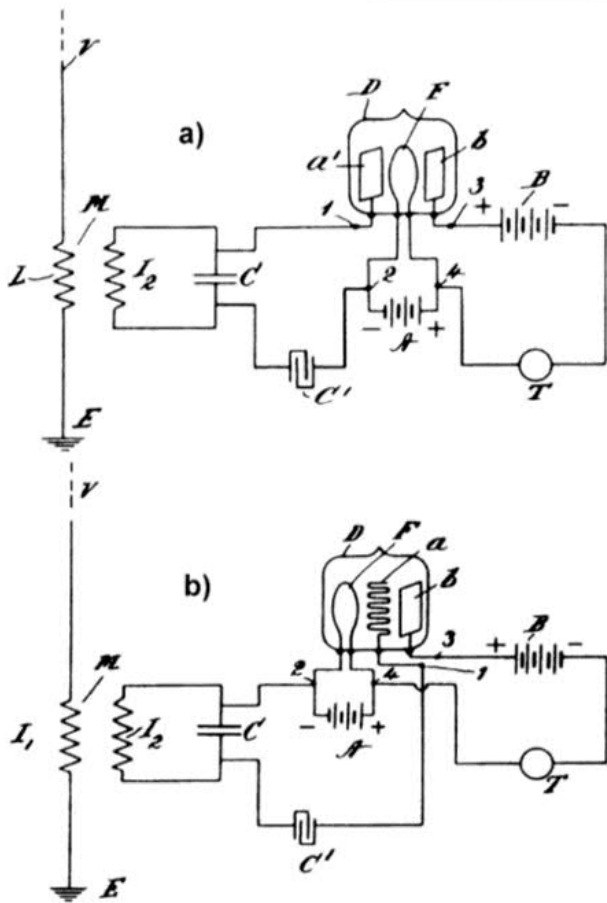 V
D F
a)
a' b
B
1 3 + -
M
L I2 C
2 4
- +
A
C'
T
E
V
D F a
b)
b
B
3 + -
M
2 4 1
I1 I2 C
- +
A
T
C'
E